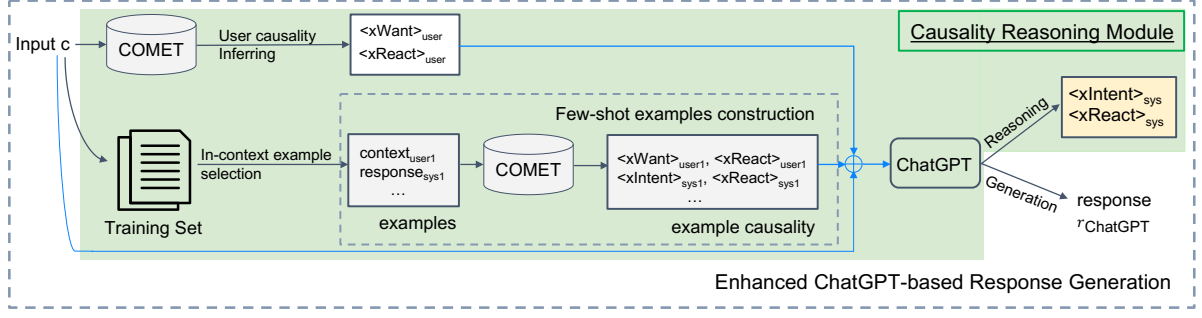 Input c
COMET
User causality
Inferring
<xWant>user
<xReact>user
Causality Reasoning Module
Training Set
In-context example
selection
Few-shot examples construction
contextuser1
responsesys1
...
examples
COMET
<xWant>user1, <xReact>user1
<xIntent>sys1, <xReact>sys1
...
example causality
ChatGPT
Reasoning
<xIntent>sys
<xReact>sys
Generation
response
rChatGPT
Enhanced ChatGPT-based Response Generation